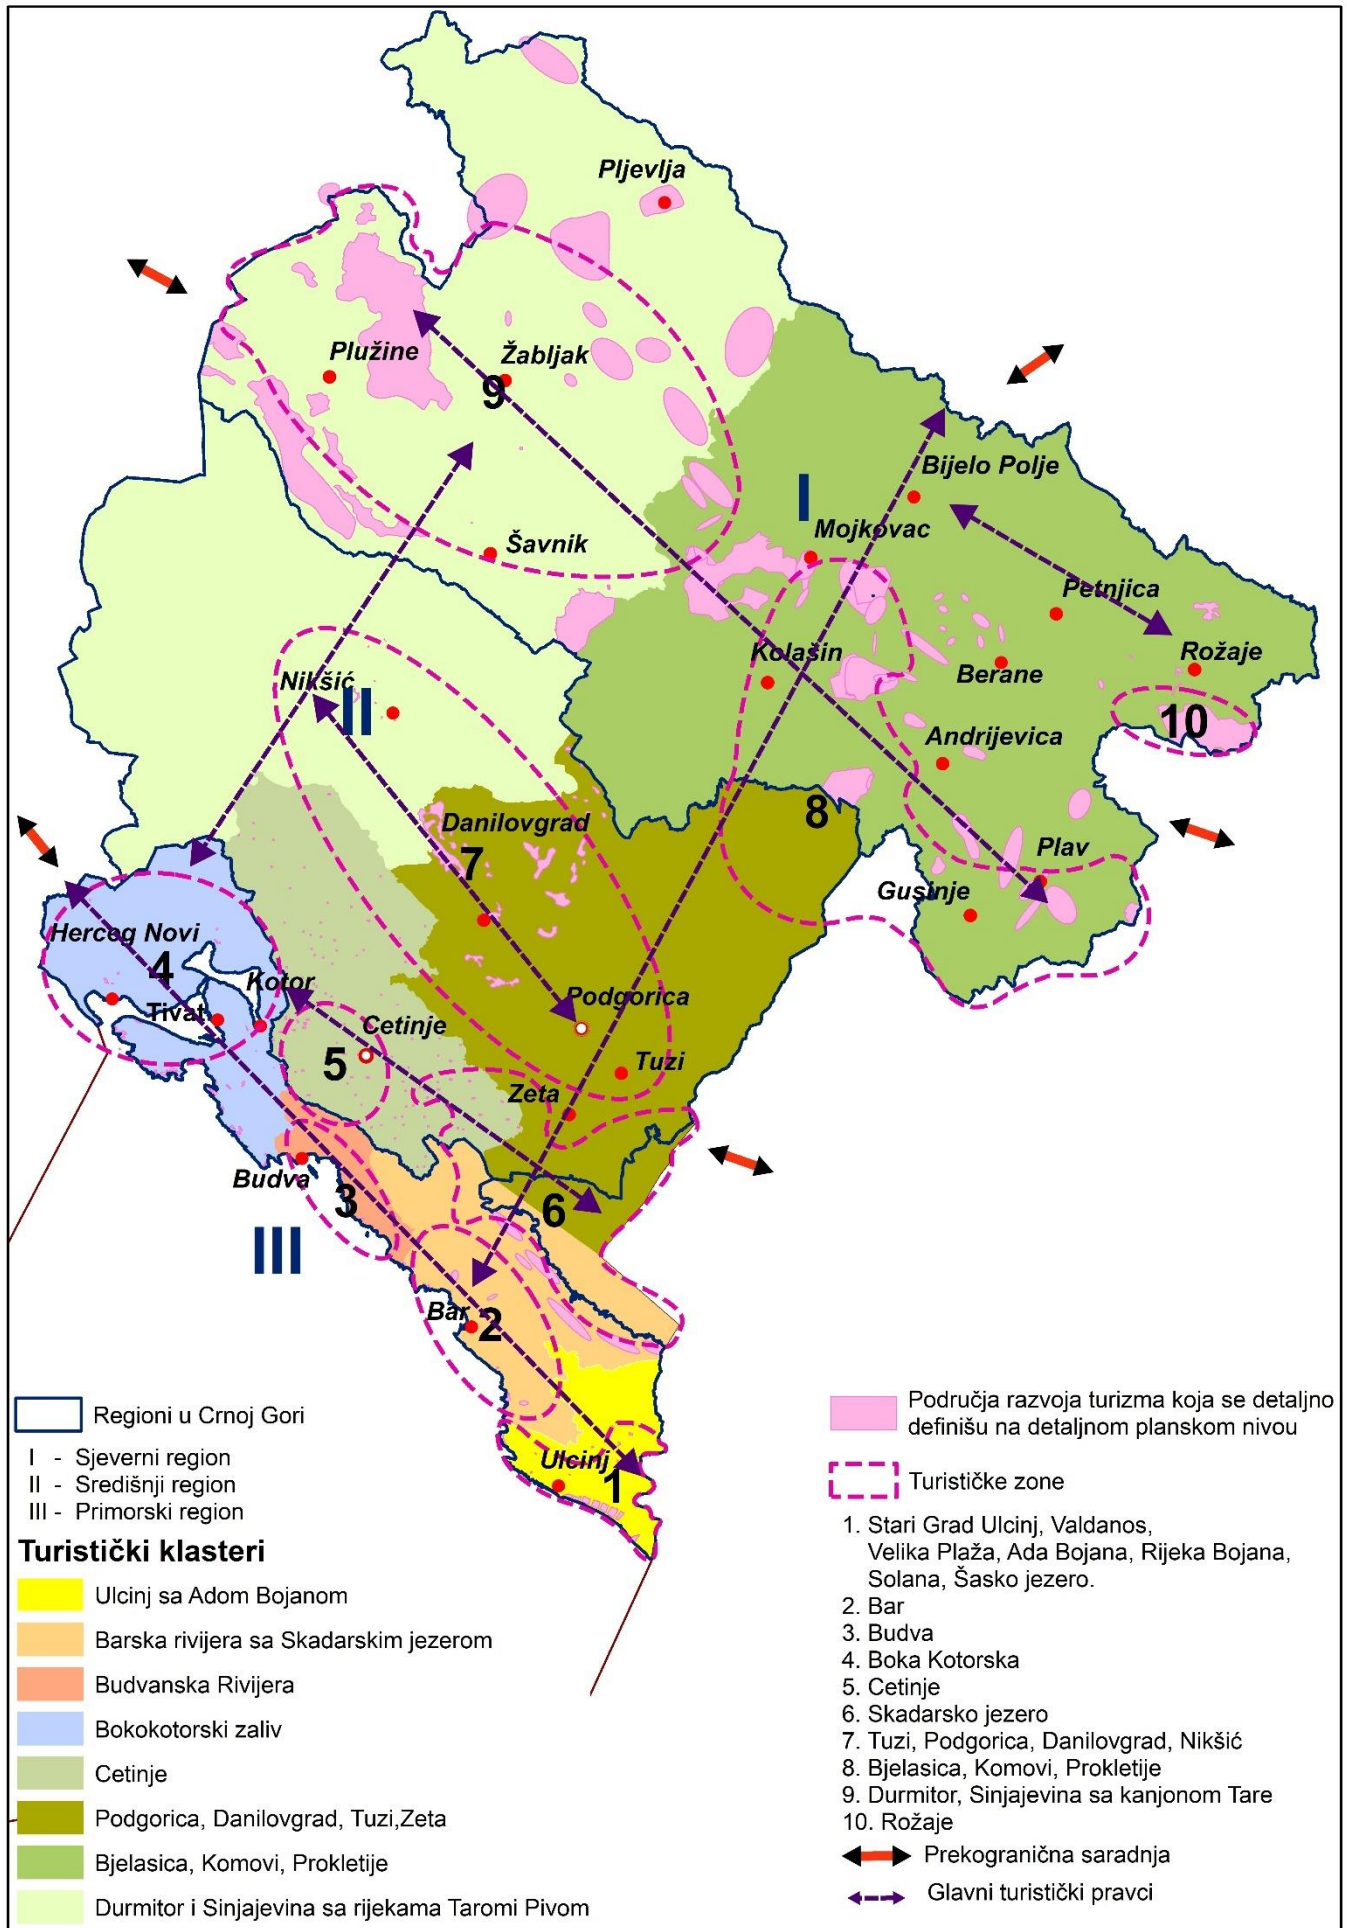 Pljevlja
Plužine
Žabljak
9
Bijelo Polje
I
Mojkovac
Šavnik
Petnjica
Kolašin
Rožaje
Berane
Nikšić
II
10
Andrijevica
8
Danilovgrad
7
Plav
Gusinje
Herceg Novi
4
Kotor
Tivat
Podgorica
Cetinje
5
Tuzi
Zeta
Budva
3
6
III
Bar
2
Ulcinj
1
Regioni u Crnoj Gori
I - Sjeverni region
II - Središnji region
III - Primorski region
Turistički klasteri
Ulcinj sa Adom Bojanom
Barska rivijera sa Skadarskim jezerom
Budvanska Rivijera
Bokokotorski zaliv
Cetinje
Podgorica, Danilovgrad, Tuzi,Zeta
Bjelasica, Komovi, Prokletije
Durmitor i Sinjajevina sa rijekama Taromi Pivom
Područja razvoja turizma koja se detaljno
definišu na detaljnom planskom nivou
Turističke zone
1. Stari Grad Ulcinj, Valdanos,
Velika Plaža, Ada Bojana, Rijeka Bojana,
Solana, Šasko jezero.
2. Bar
3. Budva
4. Boka Kotorska
5. Cetinje
6. Skadarsko jezero
7. Tuzi, Podgorica, Danilovgrad, Nikšić
8. Bjelasica, Komovi, Prokletije
9. Durmitor, Sinjajevina sa kanjonom Tare
10. Rožaje
Prekogranična saradnja
Glavni turistički pravci